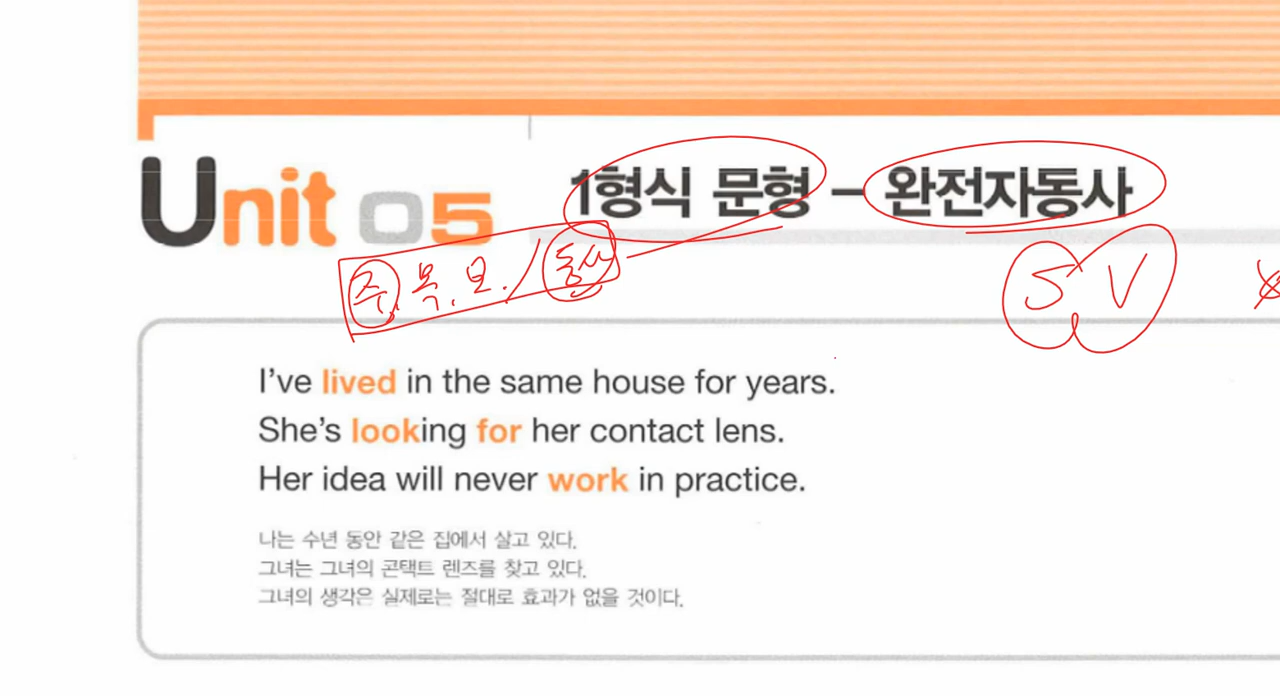 Unit 05 1형식 문형 – 완전자동사
주.목.보./동사
S V
I've lived in the same house for years.
She's looking for her contact lens.
Her idea will never work in practice.
나는 수년 동안 같은 집에서 살고 있다.
그녀는 그녀의 콘택트 렌즈를 찾고 있다.
그녀의 생각은 실제로는 절대로 효과가 없을 것이다.